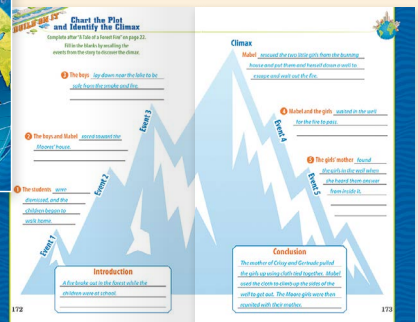 BUILD ON IT
Chart the Plot
and Identify the Climax
Complete after "A Tale of a Forest Fire" on page 22.
Fill in the blanks by recalling the
events from the story to discover the climax.
3 The boys lay down near the lake to be
safe from the smoke and fire.
2 The boys and Mabel raced toward the
Moores' house.
1 The students were
dismissed, and the
children began to
walk home.
Event 1
Event 2
Event 3
Introduction
A fire broke out in the forest while the
children were at school.
172
Climax
Mabel rescued the two little girls from the burning
house and put them and herself down a well to
escape and wait out the fire.
4 Mabel and the girls waited in the well
for the fire to pass.
5 The girls' mother found
the girls in the well when
she heard them answer
from inside it.
Event 4
Event 5
Conclusion
The mother of Crissy and Gertrude pulled
the girls up using cloth tied together. Mabel
used the cloth to climb up the sides of the
well to get out. The Moore girls were then
reunited with their mother.
173